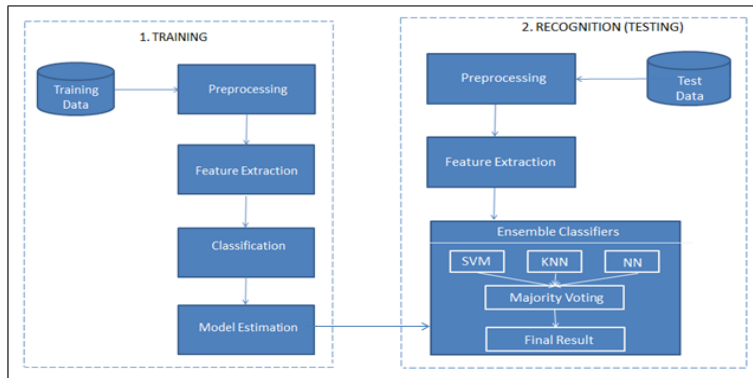 1. TRAINING
Training
Data
Preprocessing
Feature Extraction
Classification
Model Estimation
2. RECOGNITION (TESTING)
Preprocessing
Test
Data
Feature Extraction
Ensemble Classifiers
SVM
KNN
NN
Majority Voting
Final Result